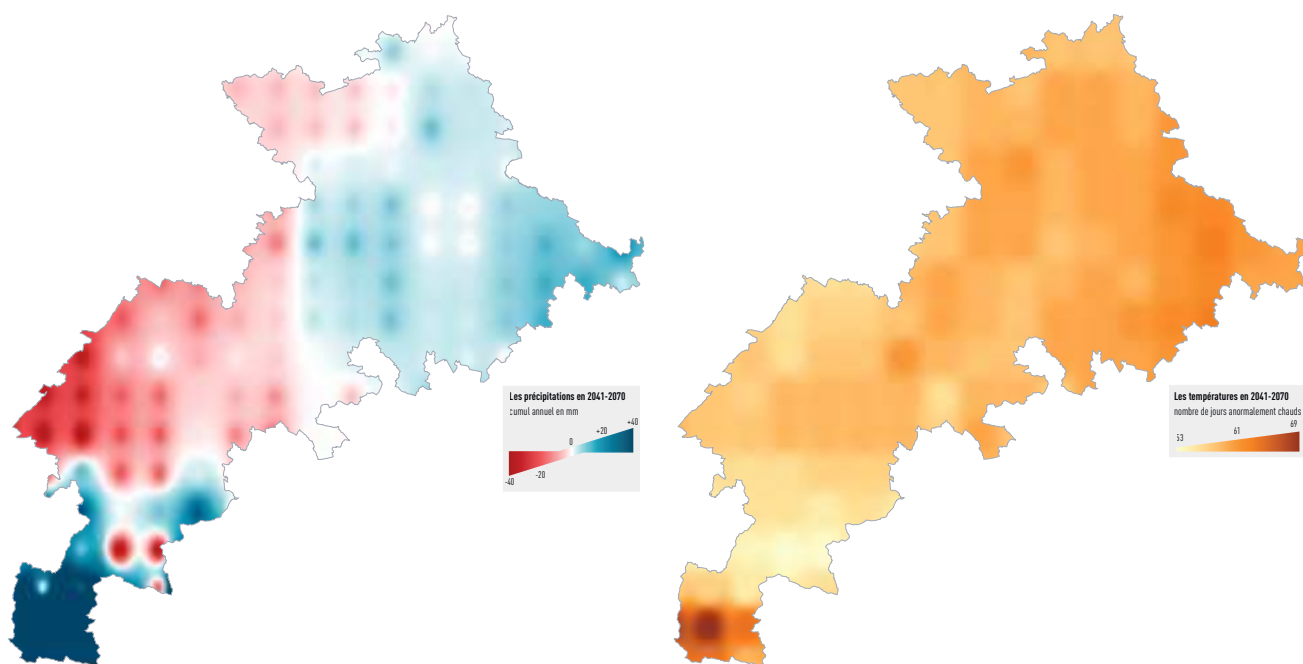 Les précipitations en 2041-2070
cumul annuel en mm
+40
+20
0
-20
-40
Les températures en 2041-2070
nombre de jours anormalement chauds
69
61
53